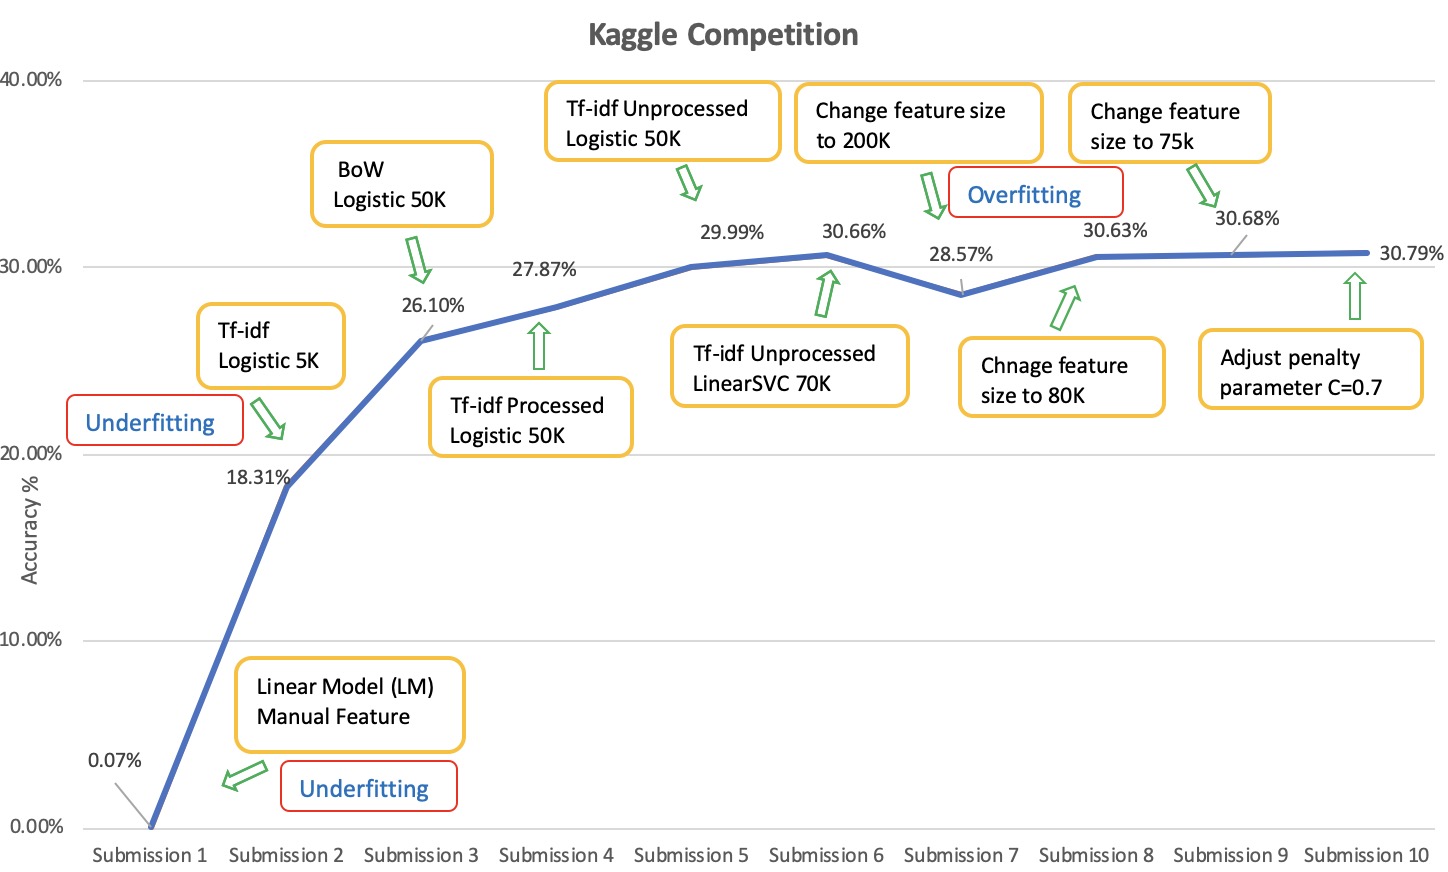 Kaggle Competition
40.00%
30.00%
20.00%
10.00%
0.00%
Accuracy %
Tf-idf Unprocessed
Logistic 50K
Change feature size
to 200K
Change feature
size to 75k
BoW
Logistic 50K
Overfitting
Tf-idf
Logistic 5K
Underfitting
Tf-idf Processed
Logistic 50K
Tf-idf Unprocessed
LinearSVC 70K
Chnage feature
size to 80K
Adjust penalty
parameter C=0.7
Linear Model (LM)
Manual Feature
Underfitting
0.07%
18.31%
26.10%
27.87%
29.99%
30.66%
28.57%
30.63%
30.68%
30.79%
Submission 1
Submission 2
Submission 3
Submission 4
Submission 5
Submission 6
Submission 7
Submission 8
Submission 9
Submission 10